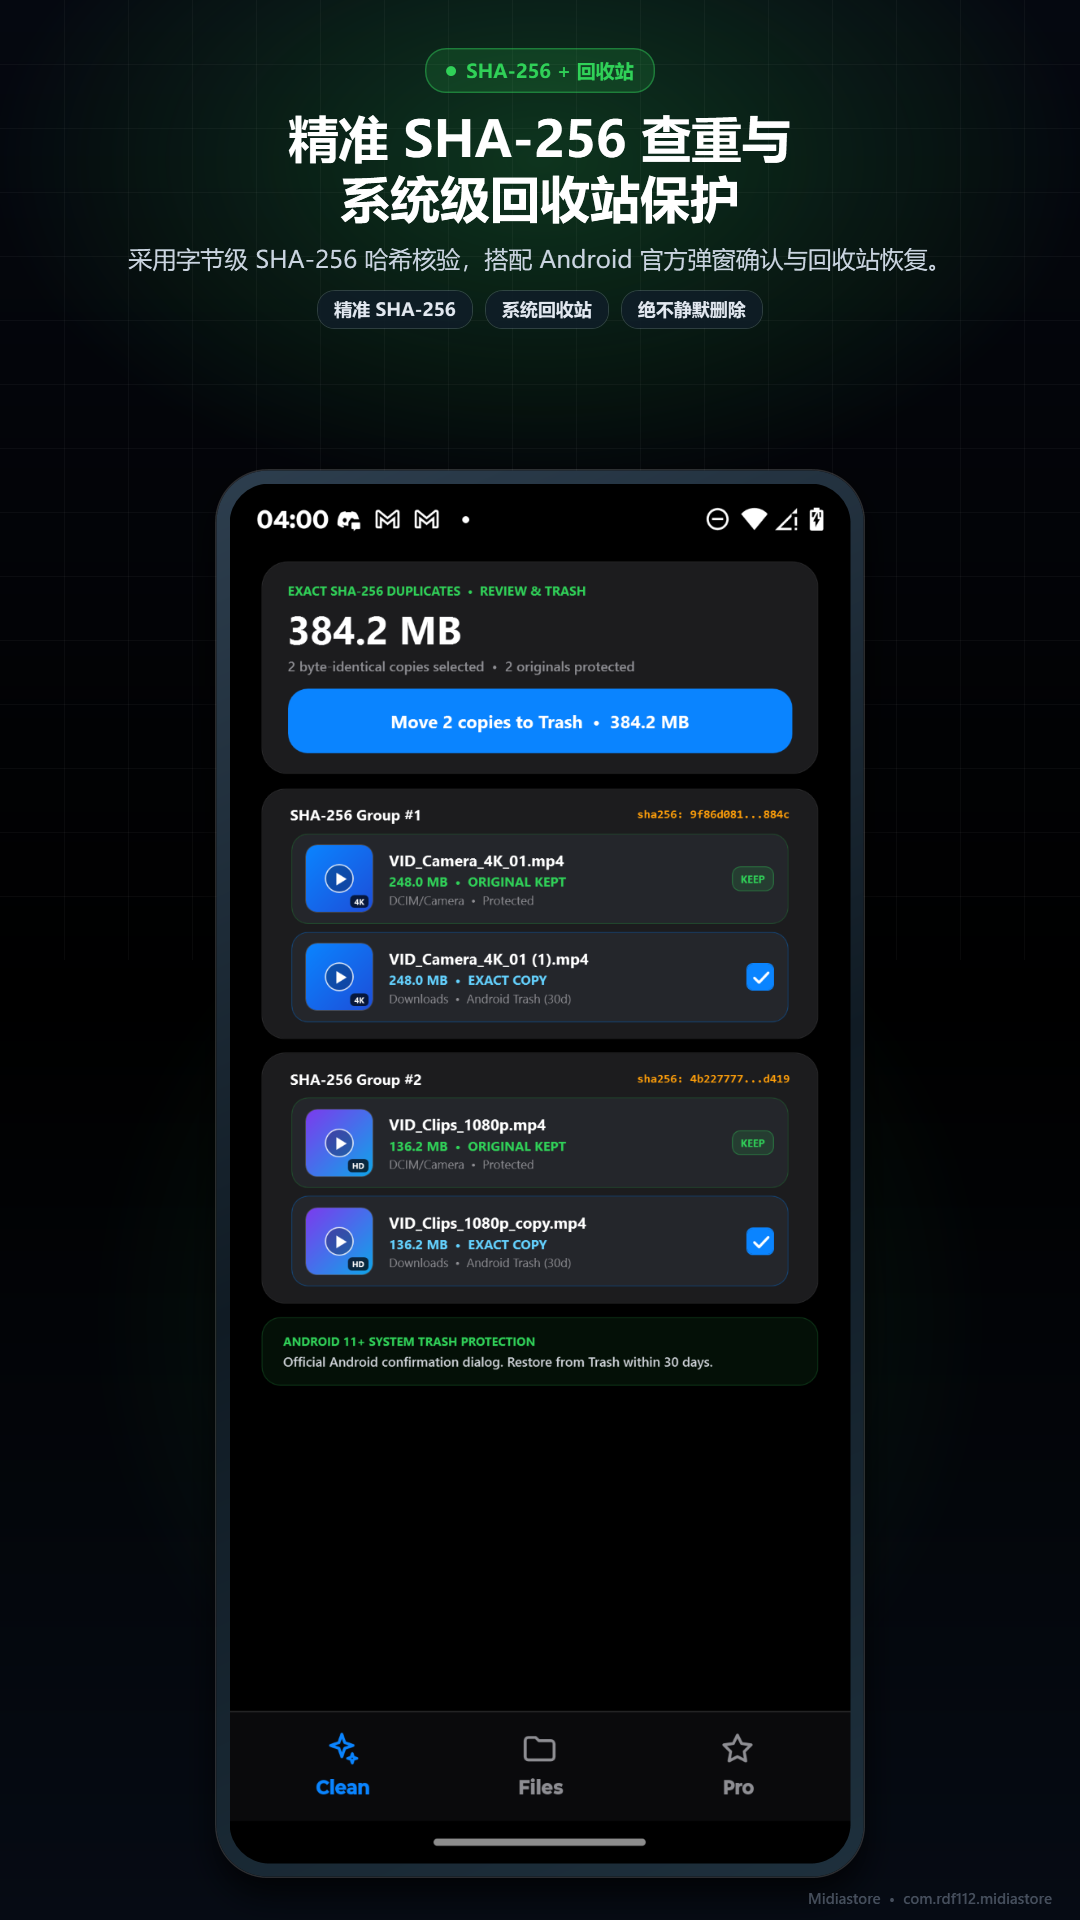 SHA-256 + 回收站
精准 SHA-256 查重与
系统级回收站保护
采用字节级 SHA-256 哈希核验，搭配 Android 官方弹窗确认与回收站恢复。
精准 SHA-256
系统回收站
绝不静默删除
04:00
EXACT SHA-256 DUPLICATES • REVIEW & TRASH
384.2 MB
2 byte-identical copies selected • 2 originals protected
Move 2 copies to Trash • 384.2 MB
SHA-256 Group #1
sha256: 9f86d081...884c
VID_Camera_4K_01.mp4
248.0 MB • ORIGINAL KEPT
DCIM/Camera • Protected
4K
KEEP
VID_Camera_4K_01 (1).mp4
248.0 MB • EXACT COPY
Downloads • Android Trash (30d)
4K
SHA-256 Group #2
sha256: 4b227777...d419
VID_Clips_1080p.mp4
136.2 MB • ORIGINAL KEPT
DCIM/Camera • Protected
HD
KEEP
VID_Clips_1080p_copy.mp4
136.2 MB • EXACT COPY
Downloads • Android Trash (30d)
HD
ANDROID 11+ SYSTEM TRASH PROTECTION
Official Android confirmation dialog. Restore from Trash within 30 days.
Clean
Files
Pro
Midiastore • com.rdf112.midiastore